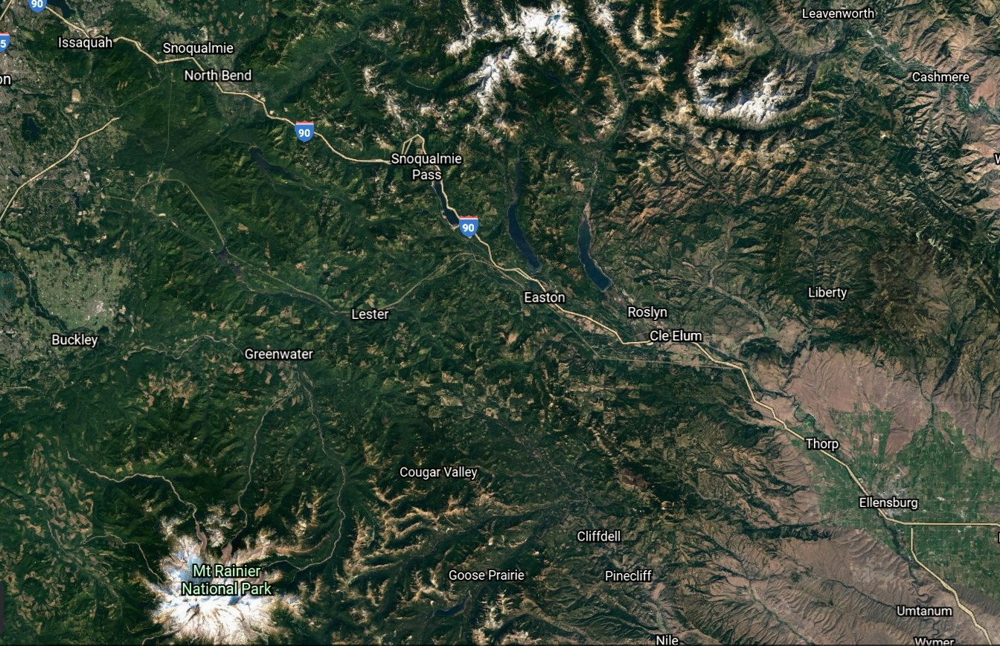 90
Leavenworth
Issaquah
5
Snoqualmie
North Bend
Cashmere
on
90
Snoqualmie
Pass
90
Easton
Liberty
Roslyn
Lester
Cle Elum
Buckley
Greenwater
Thorp
Cougar Valley
Ellensburg
Cliffdell
Mt Rainier
National Park
Goose Prairie
Pinecliff
Umtanum
Nile
Wymer